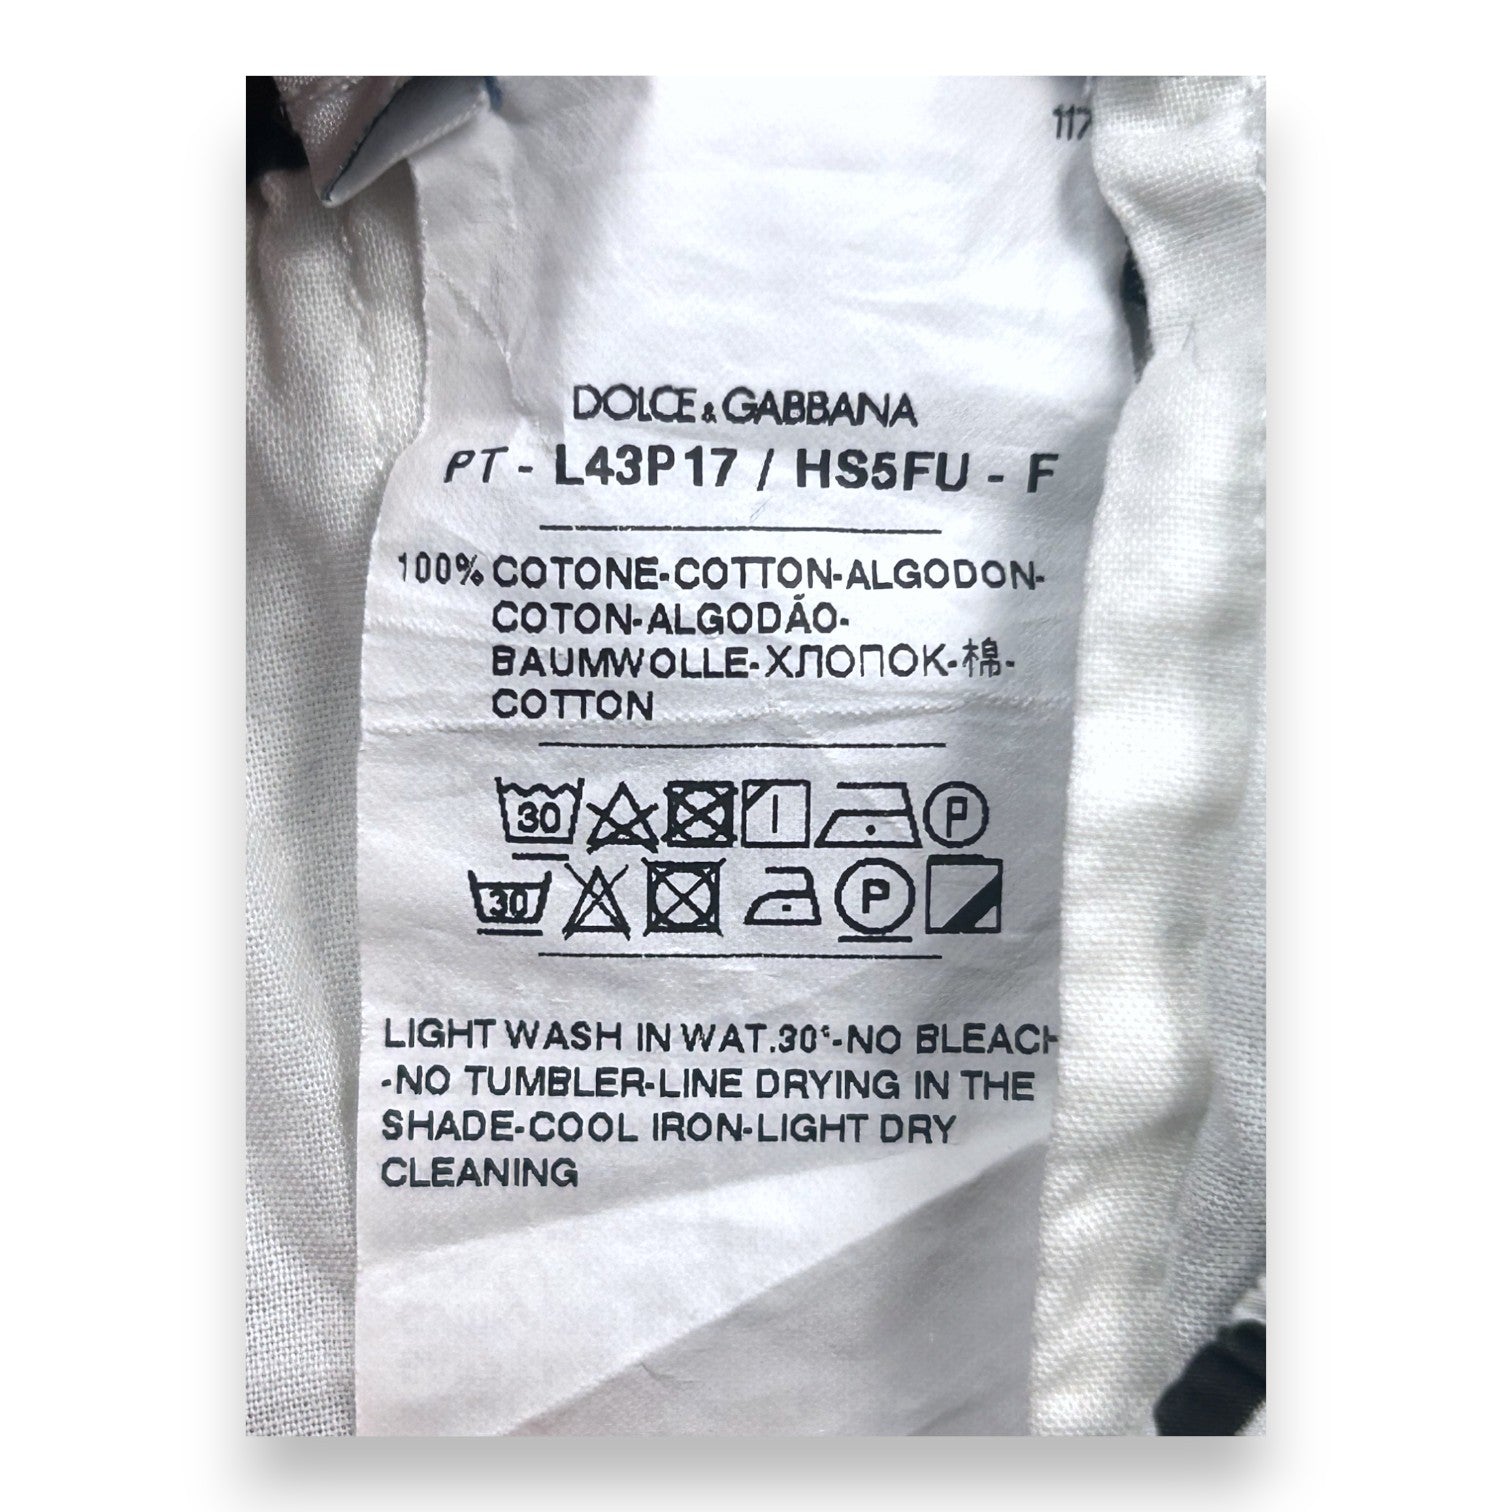 117
DOLCE & GABBANA
PT - L43P17 / HS5FU - F
100% COTONE-COTTON-ALGODON-
COTON-ALGODÃO-
BAUMWOLLE-ХЛОПОК-棉-
COTTON
30 P
30 P
LIGHT WASH IN WAT.30°-NO BLEACH
-NO TUMBLER-LINE DRYING IN THE
SHADE-COOL IRON-LIGHT DRY
CLEANING